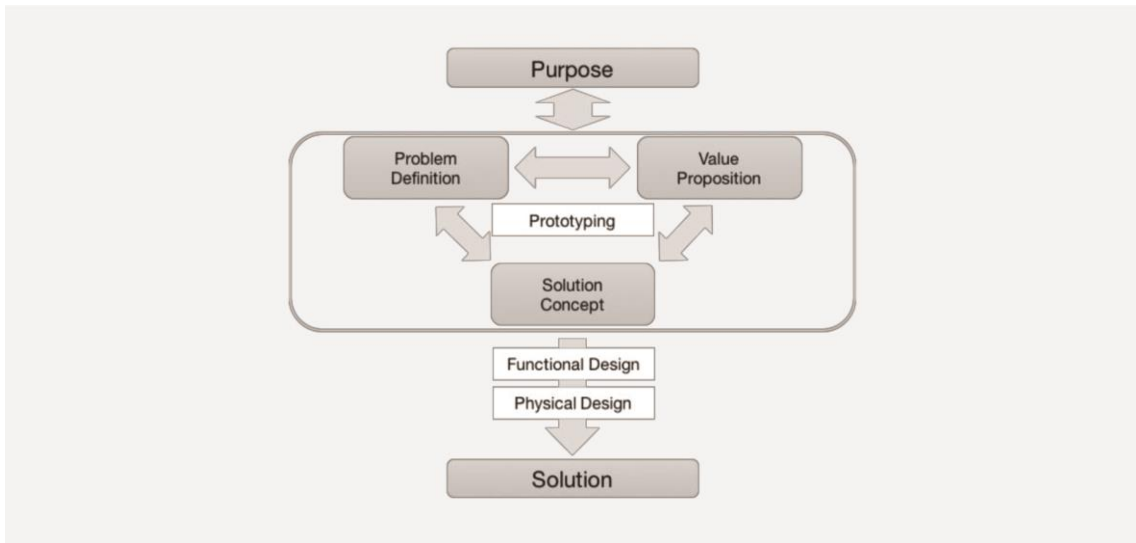 Purpose
Problem
Definition
Value
Proposition
Prototyping
Solution
Concept
Functional Design
Physical Design
Solution